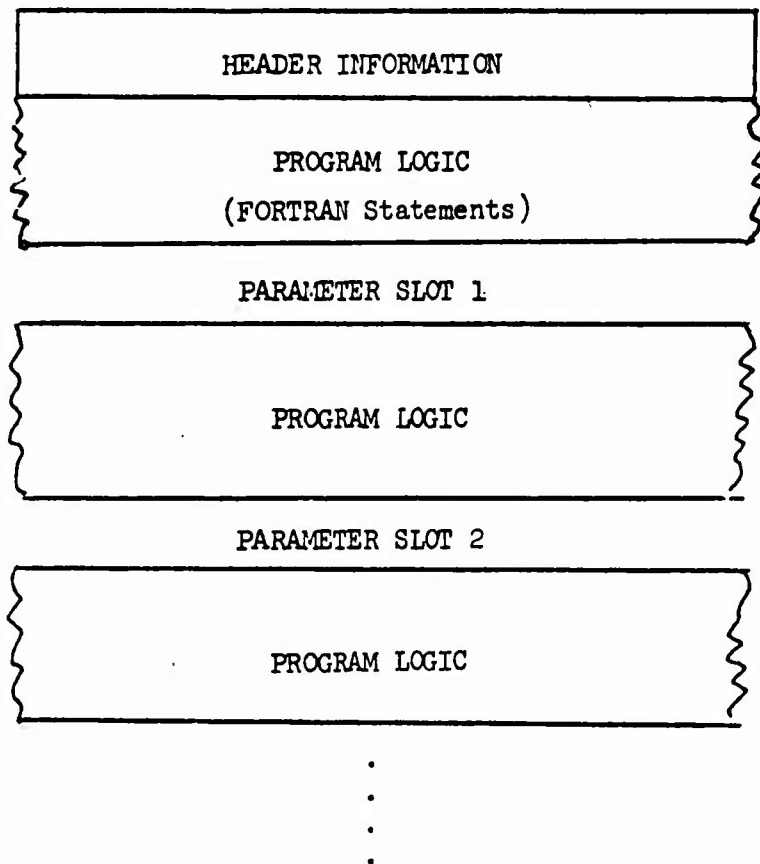 HEADER INFORMATION
PROGRAM LOGIC
(FORTRAN Statements)
PARAMETER SLOT 1
PROGRAM LOGIC
PARAMETER SLOT 2
PROGRAM LOGIC